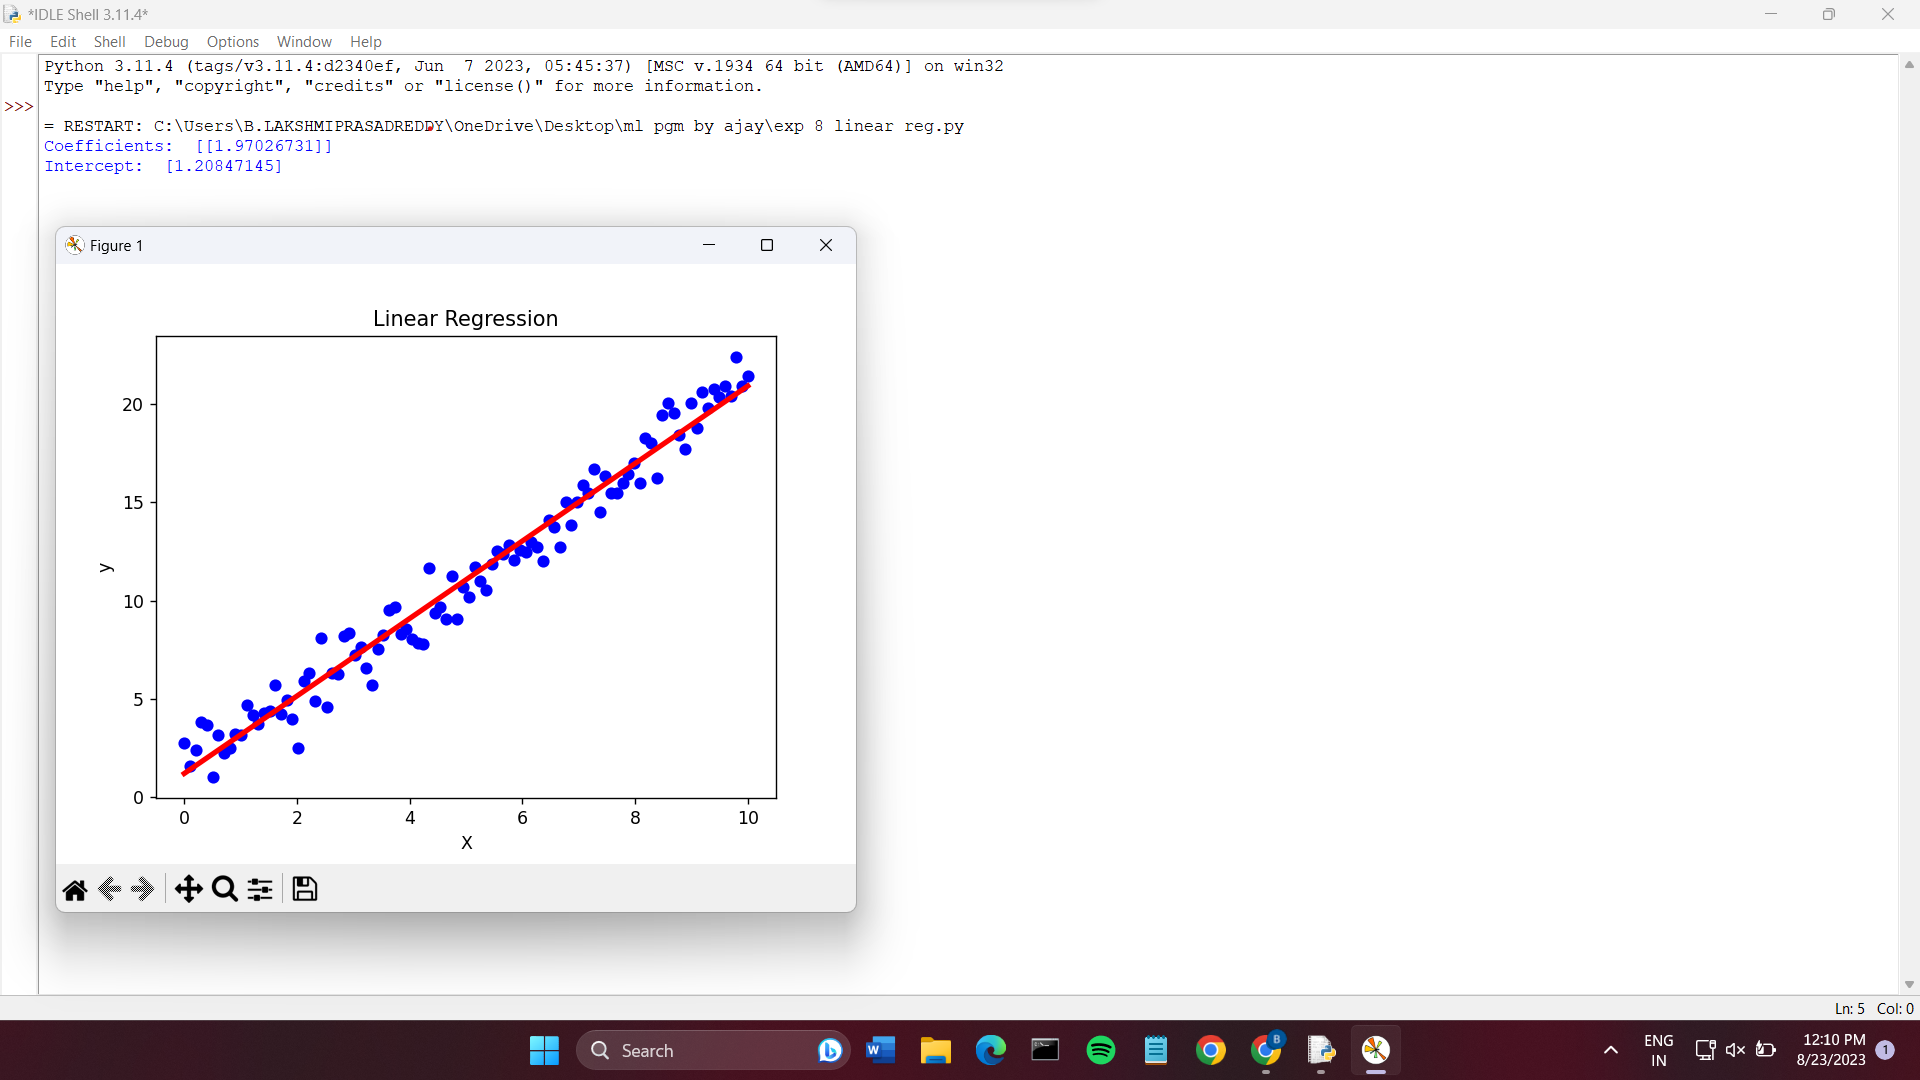 *IDLE Shell 3.11.4*
File Edit Shell Debug Options Window Help
Python 3.11.4 (tags/v3.11.4:d2340ef, Jun  7 2023, 05:45:37) [MSC v.1934 64 bit (AMD64)] on win32
Type "help", "copyright", "credits" or "license()" for more information.
>>>
= RESTART: C:\Users\B.LAKSHMIPRASADREDDY\OneDrive\Desktop\ml pgm by ajay\exp 8 linear reg.py
Coefficients:  [[1.97026731]]
Intercept:  [1.20847145]
Figure 1
Linear Regression
20
15
y
10
5
0
0 2 4 6 8 10
X
Ln: 5 Col: 0
Search
W
B
ENG
IN
12:10 PM
8/23/2023
1